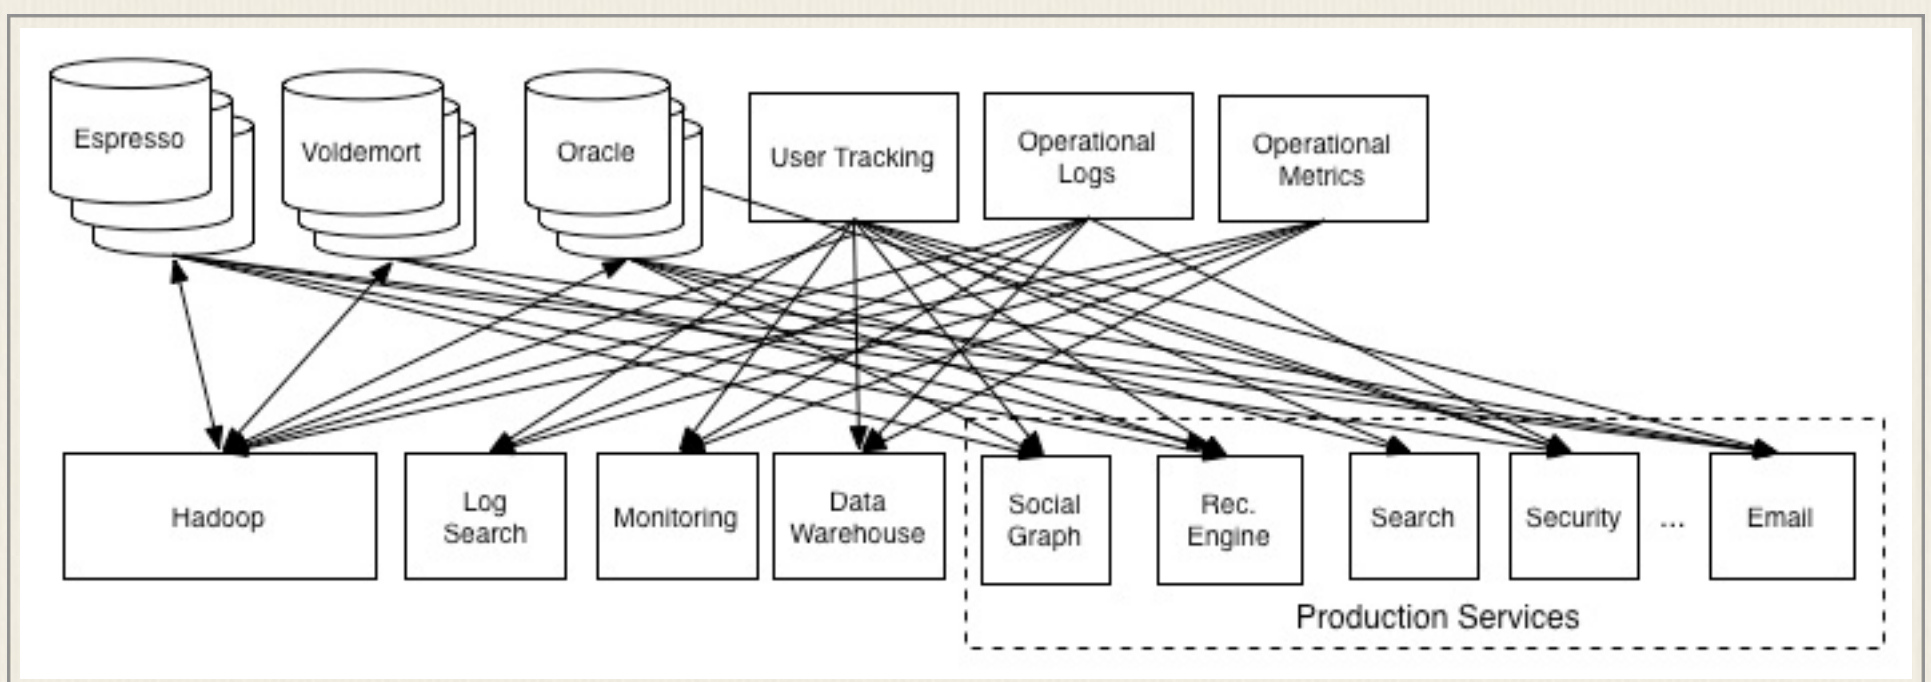 Espresso
Voldemort
Oracle
User Tracking
Operational
Logs
Operational
Metrics
Hadoop
Log
Search
Monitoring
Data
Warehouse
Social
Graph
Rec.
Engine
Search
Security
...
Email
Production Services